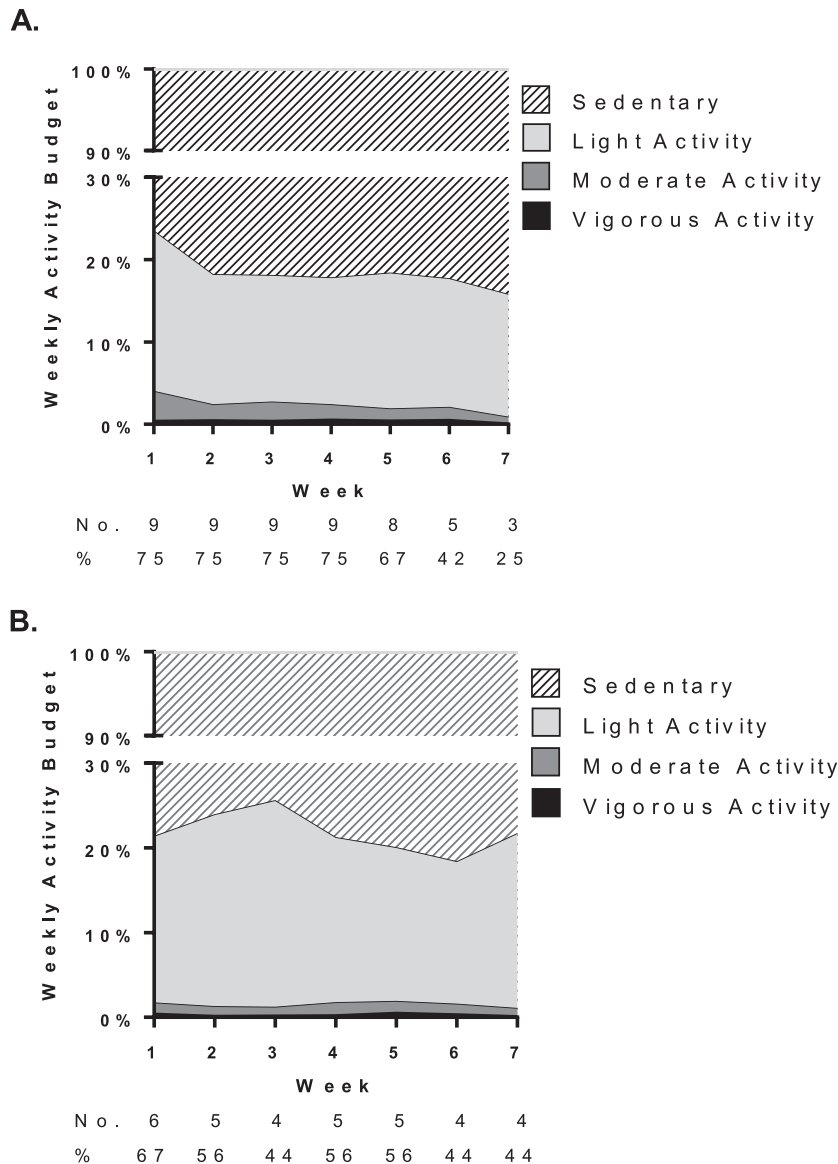 A.
Weekly Activity Budget
100%
90%
30%
20%
10%
0%
Sedentary
Light Activity
Moderate Activity
Vigorous Activity
1 2 3 4 5 6 7
Week
No. 9 9 9 9 8 5 3
% 75 75 75 75 67 42 25
B.
Weekly Activity Budget
100%
90%
30%
20%
10%
0%
Sedentary
Light Activity
Moderate Activity
Vigorous Activity
1 2 3 4 5 6 7
Week
No. 6 5 4 5 5 4 4
% 67 56 44 56 56 44 44